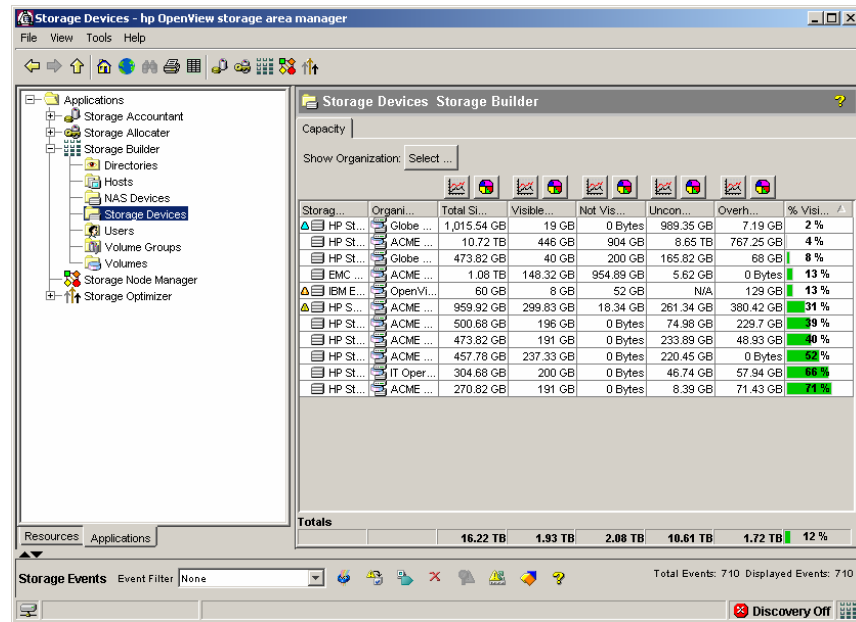 Storage Devices - hp OpenView storage area manager
File View Tools Help
Applications
Storage Accountant
Storage Allocater
Storage Builder
Directories
Hosts
NAS Devices
Storage Devices
Users
Volume Groups
Volumes
Storage Node Manager
Storage Optimizer
Resources Applications
Storage Devices Storage Builder ?
Capacity
Show Organization: Select ...
Storag... Organi... Total Si... Visible... Not Vis... Uncon... Overh... % Visi...
HP St... Globe ... 1,015.54 GB 19 GB 0 Bytes 989.35 GB 7.19 GB 2 %
HP St... ACME ... 10.72 TB 446 GB 904 GB 8.65 TB 767.25 GB 4 %
HP St... Globe ... 473.82 GB 40 GB 200 GB 165.82 GB 68 GB 8 %
EMC ... ACME ... 1.08 TB 148.32 GB 954.89 GB 5.62 GB 0 Bytes 13 %
IBM E... OpenVi... 60 GB 8 GB 52 GB N/A 129 GB 13 %
HP S... ACME ... 959.92 GB 299.83 GB 18.34 GB 261.34 GB 380.42 GB 31 %
HP St... ACME ... 500.68 GB 196 GB 0 Bytes 74.98 GB 229.7 GB 39 %
HP St... ACME ... 473.82 GB 191 GB 0 Bytes 233.89 GB 48.93 GB 40 %
HP St... ACME ... 457.78 GB 237.33 GB 0 Bytes 220.45 GB 0 Bytes 52 %
HP St... IT Oper... 304.68 GB 200 GB 0 Bytes 46.74 GB 57.94 GB 66 %
HP St... ACME ... 270.82 GB 191 GB 0 Bytes 8.39 GB 71.43 GB 71 %
Totals
16.22 TB 1.93 TB 2.08 TB 10.61 TB 1.72 TB 12 %
Storage Events Event Filter None ? Total Events: 710 Displayed Events: 710
Discovery Off